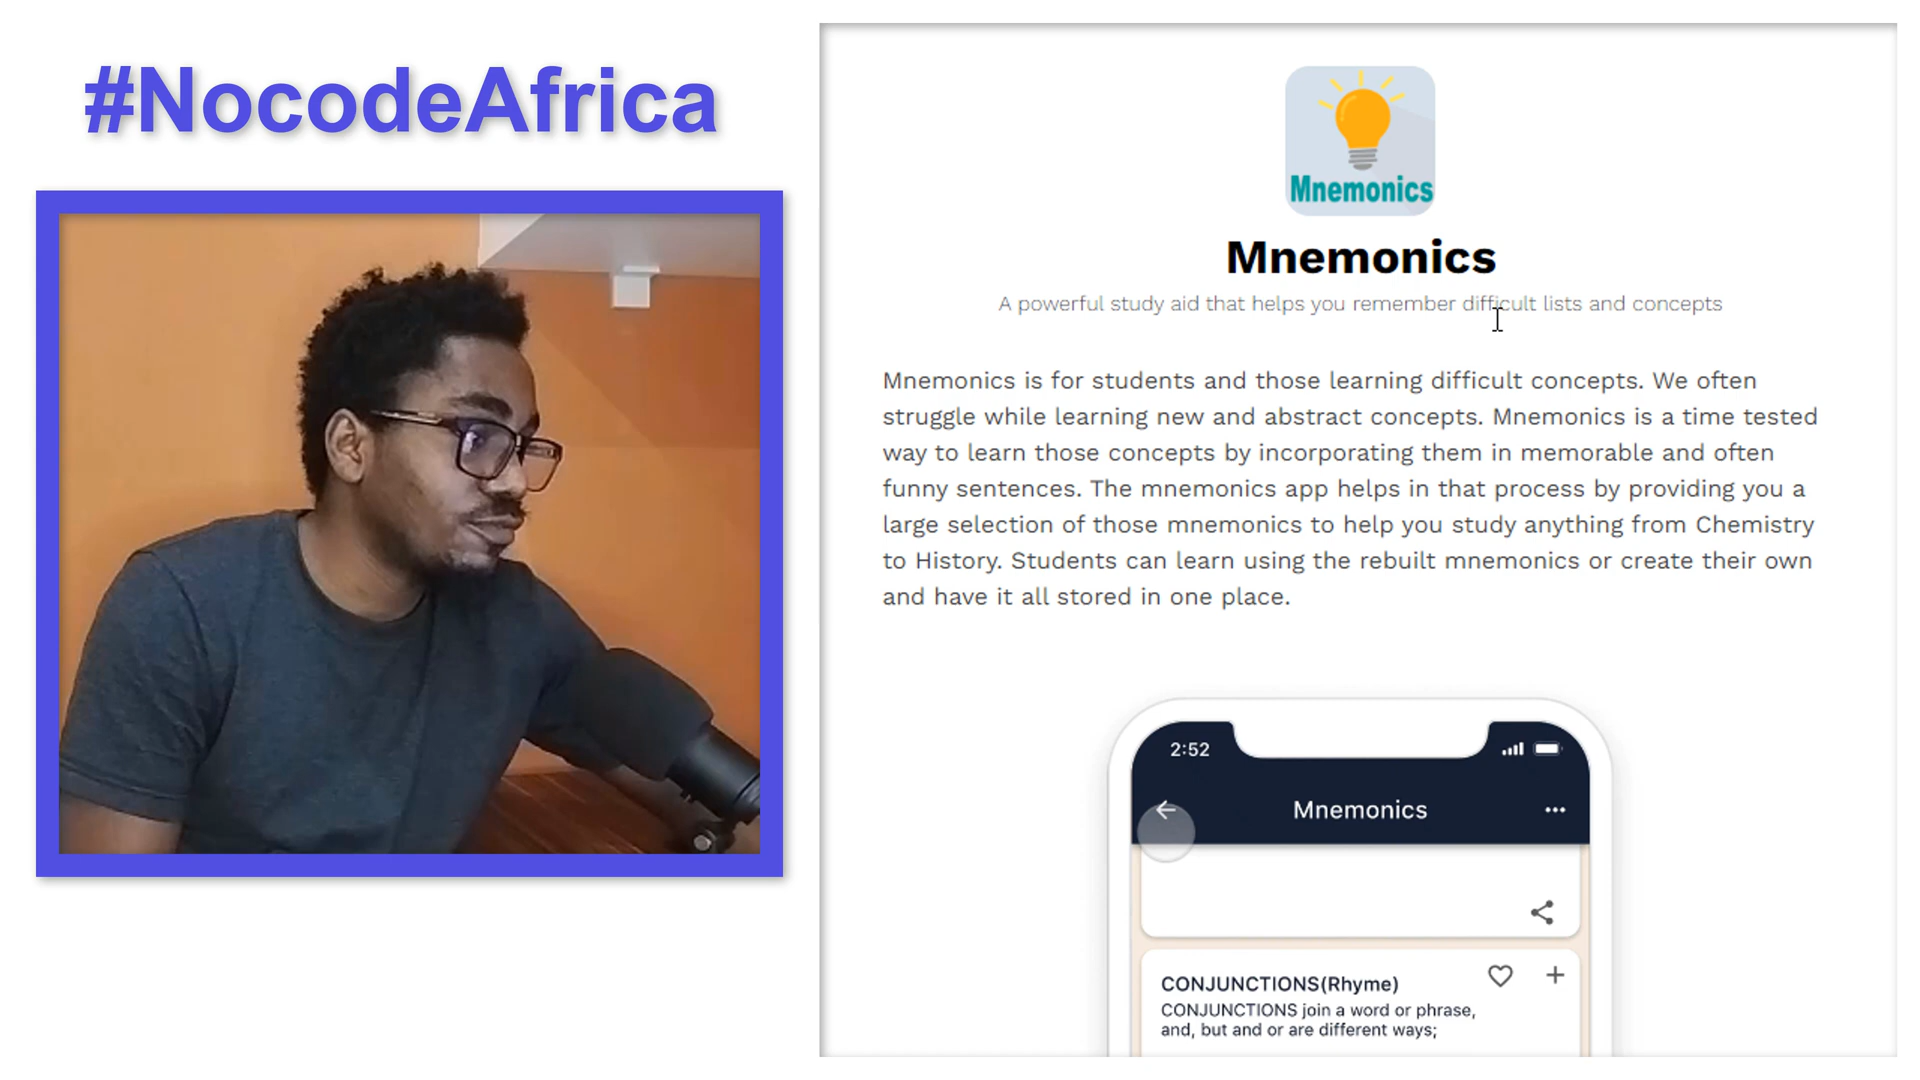 #NocodeAfrica
Mnemonics
Mnemonics
A powerful study aid that helps you remember difficult lists and concepts
Mnemonics is for students and those learning difficult concepts. We often
struggle while learning new and abstract concepts. Mnemonics is a time tested
way to learn those concepts by incorporating them in memorable and often
funny sentences. The mnemonics app helps in that process by providing you a
large selection of those mnemonics to help you study anything from Chemistry
to History. Students can learn using the rebuilt mnemonics or create their own
and have it all stored in one place.
2:52
Mnemonics
CONJUNCTIONS(Rhyme)
CONJUNCTIONS join a word or phrase,
and, but and or are different ways;